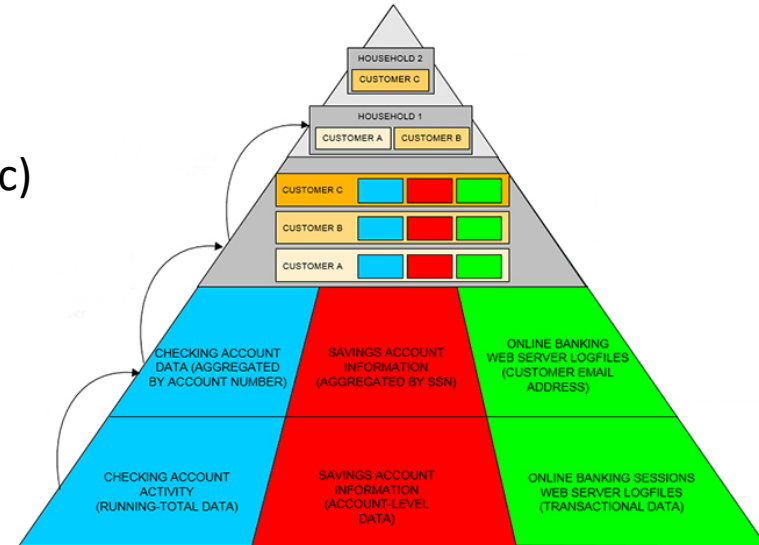 HOUSEHOLD 2
CUSTOMER C
HOUSEHOLD 1
CUSTOMER A
CUSTOMER B
c)
CUSTOMER C
CUSTOMER B
CUSTOMER A
CHECKING ACCOUNT
DATA (AGGREGATED
BY ACCOUNT NUMBER)
SAVINGS ACCOUNT
INFORMATION
(AGGREGATED BY SSN)
ONLINE BANKING
WEB SERVER LOGFILES
(CUSTOMER EMAIL
ADDRESS)
CHECKING ACCOUNT
ACTIVITY
(RUNNING-TOTAL DATA)
SAVINGS ACCOUNT
INFORMATION
(ACCOUNT-LEVEL
DATA)
ONLINE BANKING SESSIONS
WEB SERVER LOGFILES
(TRANSACTIONAL DATA)